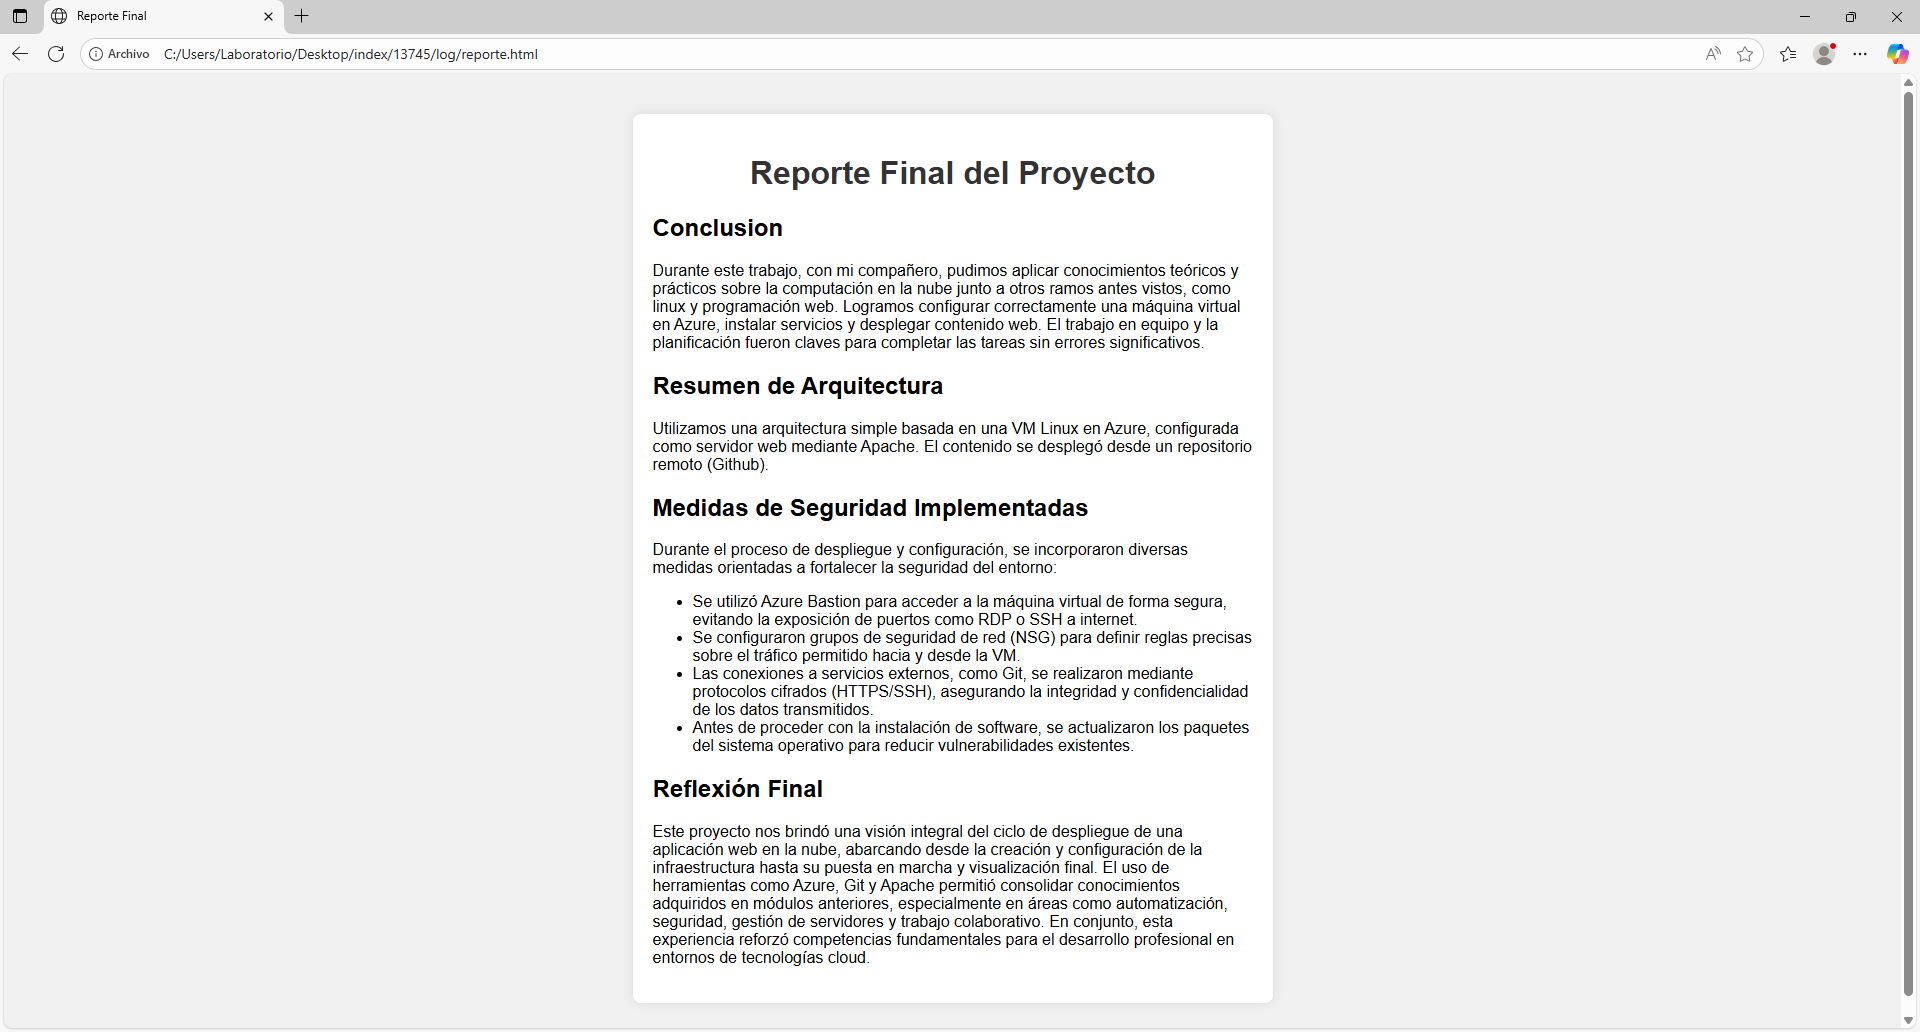 Reporte Final
Archivo
C:/Users/Laboratorio/Desktop/index/13745/log/reporte.html
Reporte Final del Proyecto
Conclusion
Durante este trabajo, con mi compañero, pudimos aplicar conocimientos teóricos y
prácticos sobre la computación en la nube junto a otros ramos antes vistos, como
linux y programación web. Logramos configurar correctamente una máquina virtual
en Azure, instalar servicios y desplegar contenido web. El trabajo en equipo y la
planificación fueron claves para completar las tareas sin errores significativos.
Resumen de Arquitectura
Utilizamos una arquitectura simple basada en una VM Linux en Azure, configurada
como servidor web mediante Apache. El contenido se desplegó desde un repositorio
remoto (Github).
Medidas de Seguridad Implementadas
Durante el proceso de despliegue y configuración, se incorporaron diversas
medidas orientadas a fortalecer la seguridad del entorno:
• Se utilizó Azure Bastion para acceder a la máquina virtual de forma segura,
evitando la exposición de puertos como RDP o SSH a internet.
• Se configuraron grupos de seguridad de red (NSG) para definir reglas precisas
sobre el tráfico permitido hacia y desde la VM.
• Las conexiones a servicios externos, como Git, se realizaron mediante
protocolos cifrados (HTTPS/SSH), asegurando la integridad y confidencialidad
de los datos transmitidos.
• Antes de proceder con la instalación de software, se actualizaron los paquetes
del sistema operativo para reducir vulnerabilidades existentes.
Reflexión Final
Este proyecto nos brindó una visión integral del ciclo de despliegue de una
aplicación web en la nube, abarcando desde la creación y configuración de la
infraestructura hasta su puesta en marcha y visualización final. El uso de
herramientas como Azure, Git y Apache permitió consolidar conocimientos
adquiridos en módulos anteriores, especialmente en áreas como automatización,
seguridad, gestión de servidores y trabajo colaborativo. En conjunto, esta
experiencia reforzó competencias fundamentales para el desarrollo profesional en
entornos de tecnologías cloud.